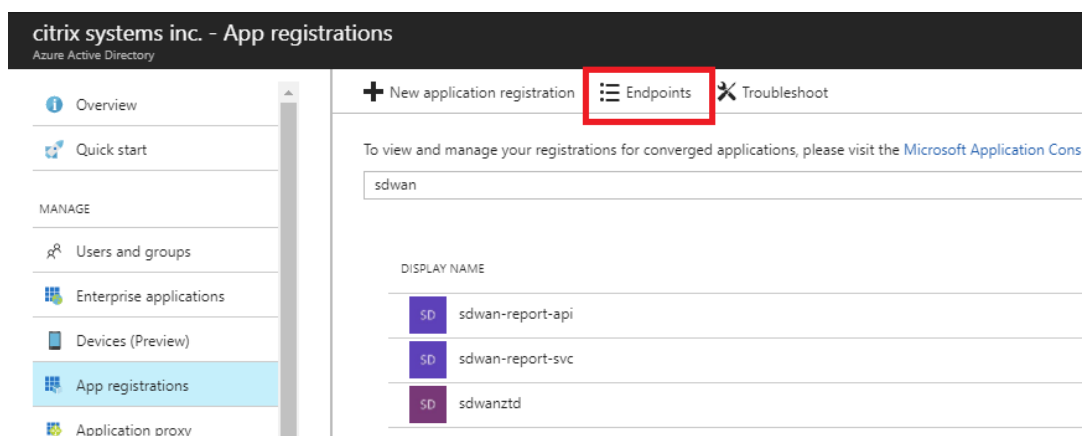 citrix systems inc. - App registrations
Azure Active Directory
Overview
Quick start
MANAGE
Users and groups
Enterprise applications
Devices (Preview)
App registrations
Application proxy
New application registration Endpoints Troubleshoot
To view and manage your registrations for converged applications, please visit the Microsoft Application Cons
sdwan
DISPLAY NAME
SD sdwan-report-api
SD sdwan-report-svc
SD sdwanztd